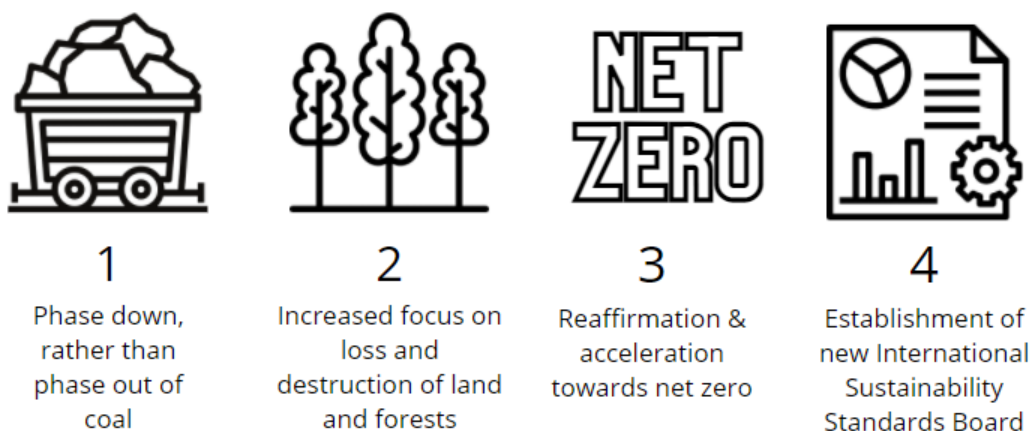 NET
ZERO
1
Phase down,
rather than
phase out of
coal
2
Increased focus on
loss and
destruction of land
and forests
3
Reaffirmation &
acceleration
towards net zero
4
Establishment of
new International
Sustainability
Standards Board